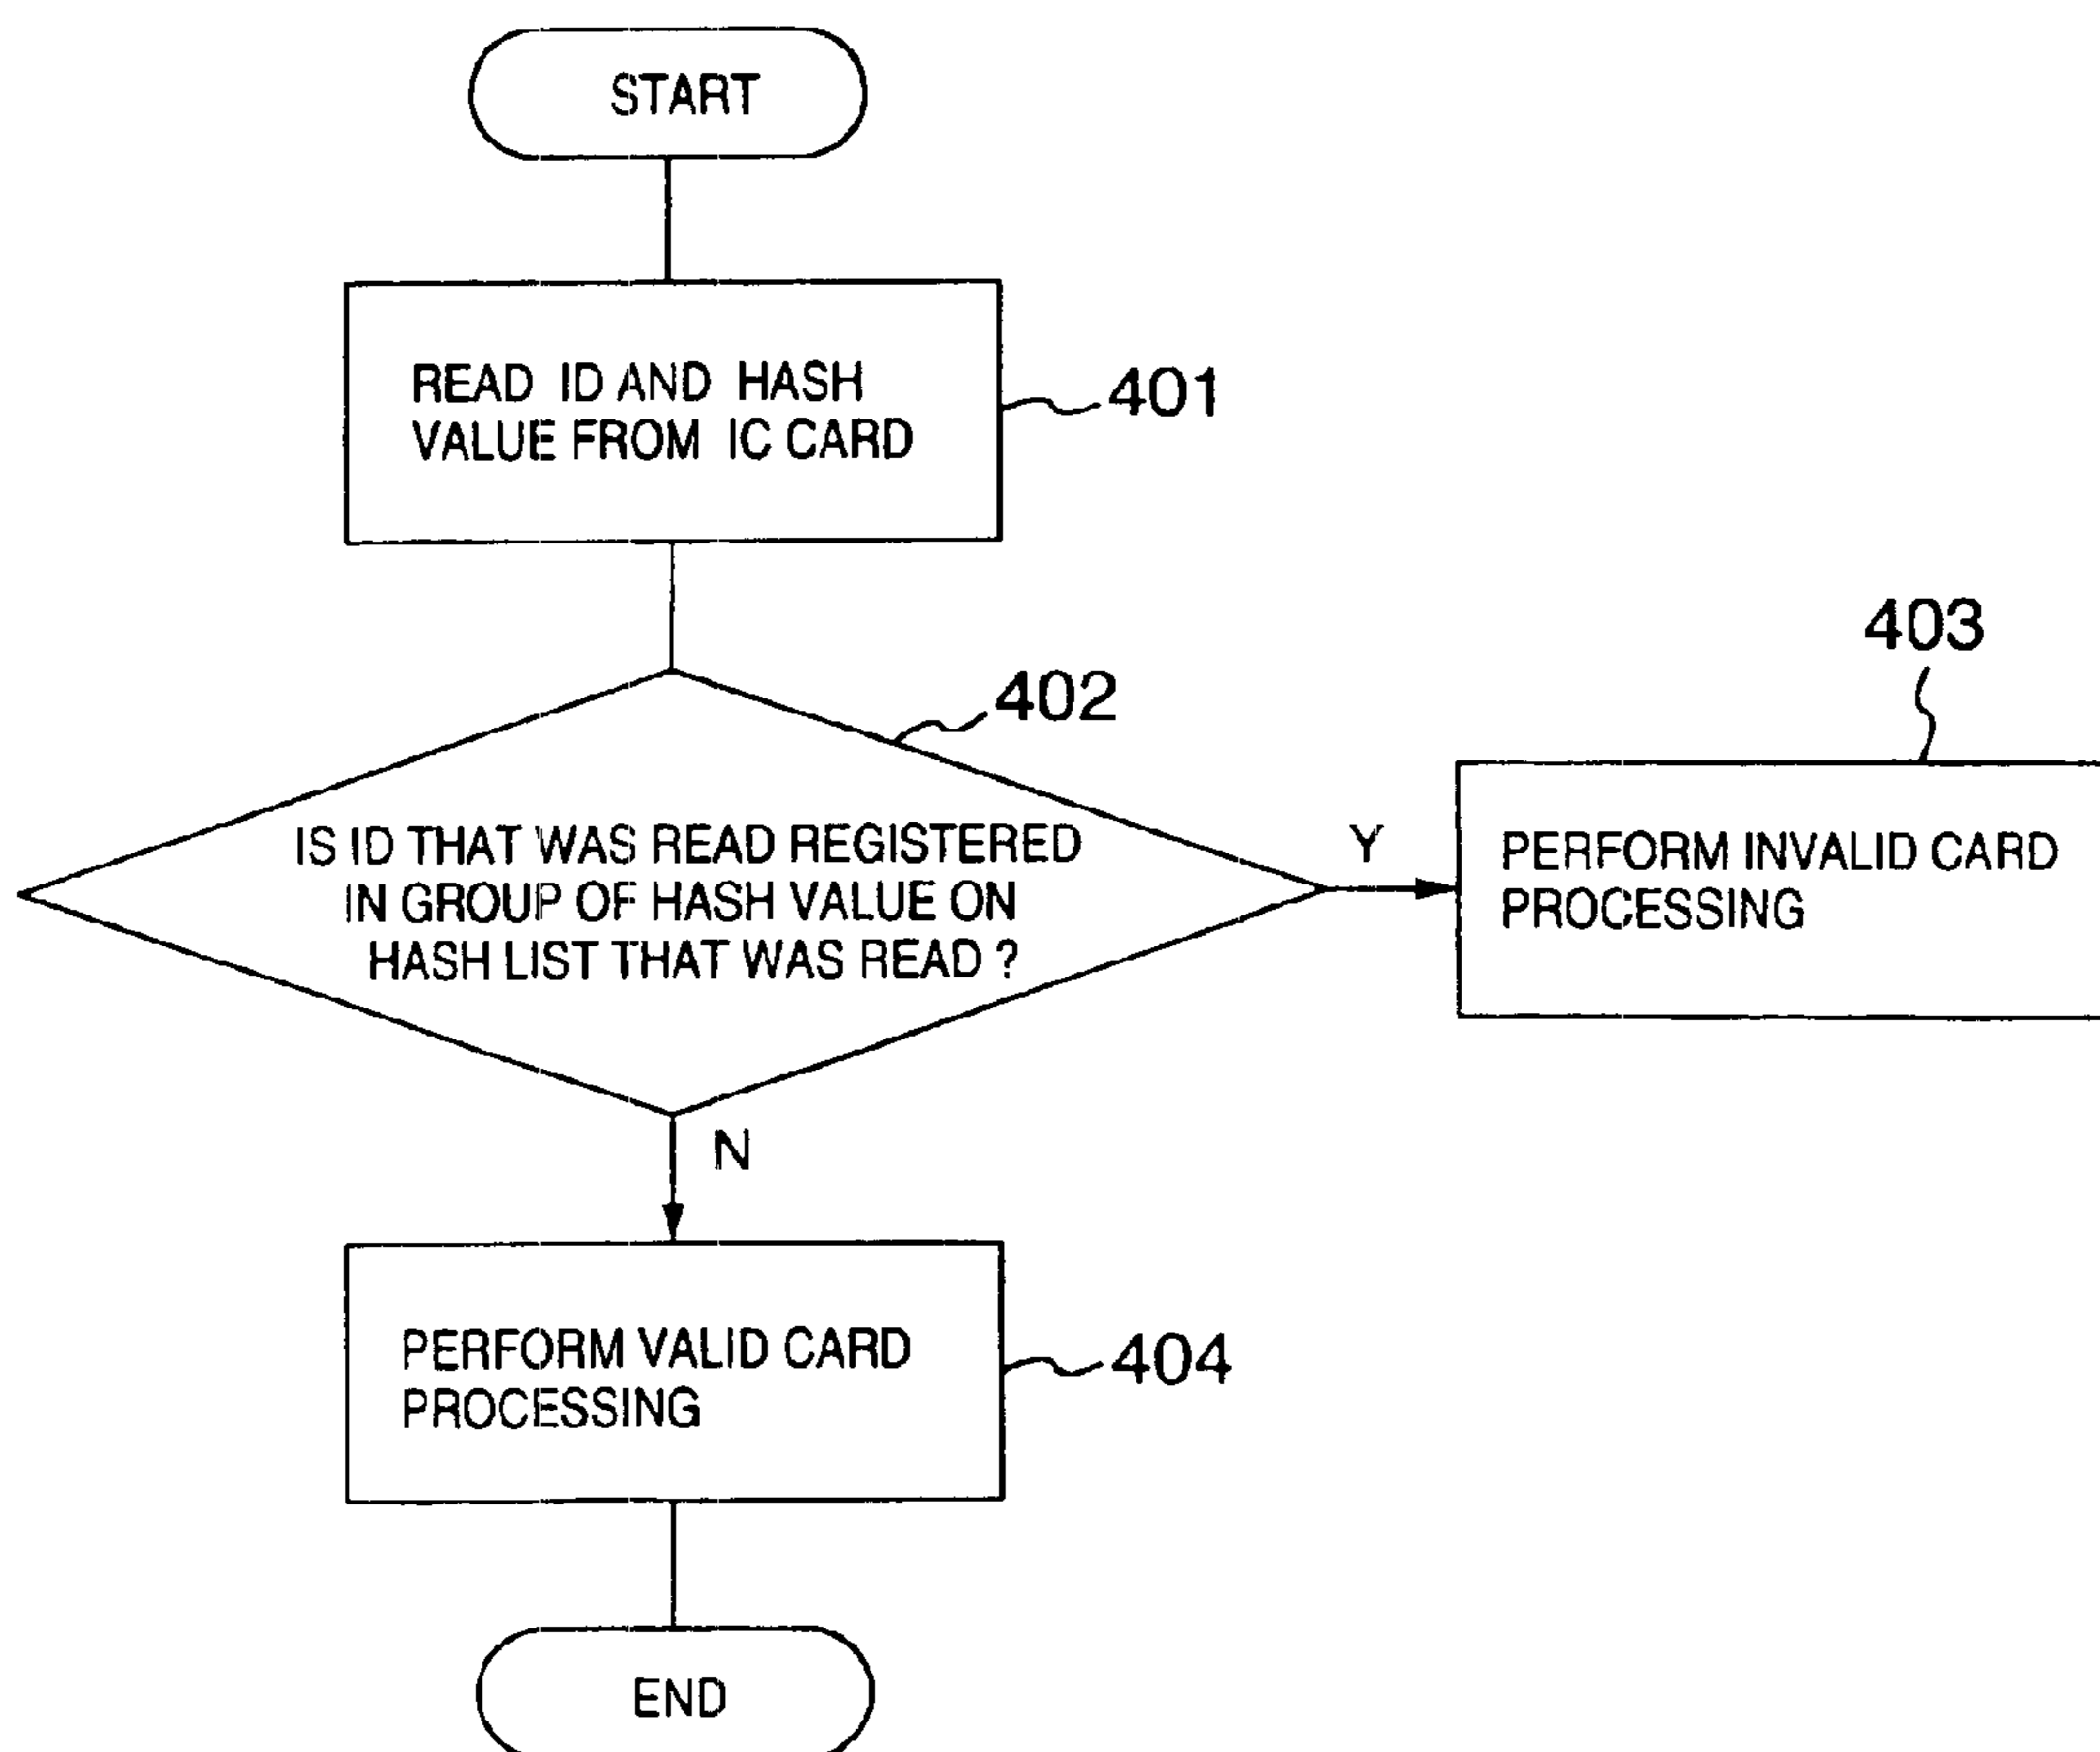 START
READ ID AND HASH
VALUE FROM IC CARD
401
402
IS ID THAT WAS READ REGISTERED
IN GROUP OF HASH VALUE ON
HASH LIST THAT WAS READ ?
Y
403
PERFORM INVALID CARD
PROCESSING
N
PERFORM VALID CARD
PROCESSING
404
END